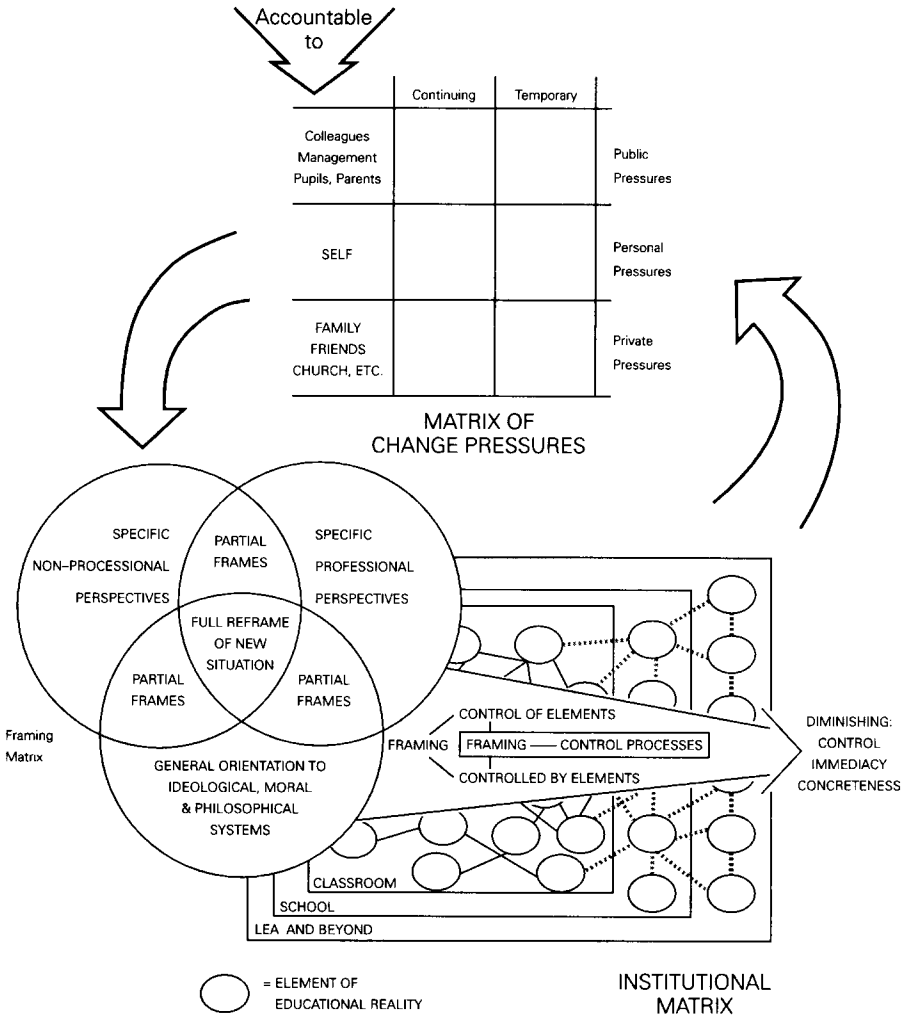 Accountable
to
Continuing
Temporary
Colleagues
Management
Pupils, Parents
Public
Pressures
SELF
Personal
Pressures
FAMILY
FRIENDS
CHURCH, ETC.
Private
Pressures
MATRIX OF
CHANGE PRESSURES
SPECIFIC
NON–PROCESSIONAL
PERSPECTIVES
PARTIAL
FRAMES
SPECIFIC
PROFESSIONAL
PERSPECTIVES
FULL REFRAME
OF NEW
SITUATION
PARTIAL
FRAMES
PARTIAL
FRAMES
Framing
Matrix
GENERAL ORIENTATION TO
IDEOLOGICAL, MORAL
& PHILOSOPHICAL
SYSTEMS
FRAMING
CONTROL OF ELEMENTS
FRAMING —— CONTROL PROCESSES
CONTROLLED BY ELEMENTS
DIMINISHING:
CONTROL
IMMEDIACY
CONCRETENESS
CLASSROOM
SCHOOL
LEA AND BEYOND
= ELEMENT OF
EDUCATIONAL REALITY
INSTITUTIONAL
MATRIX